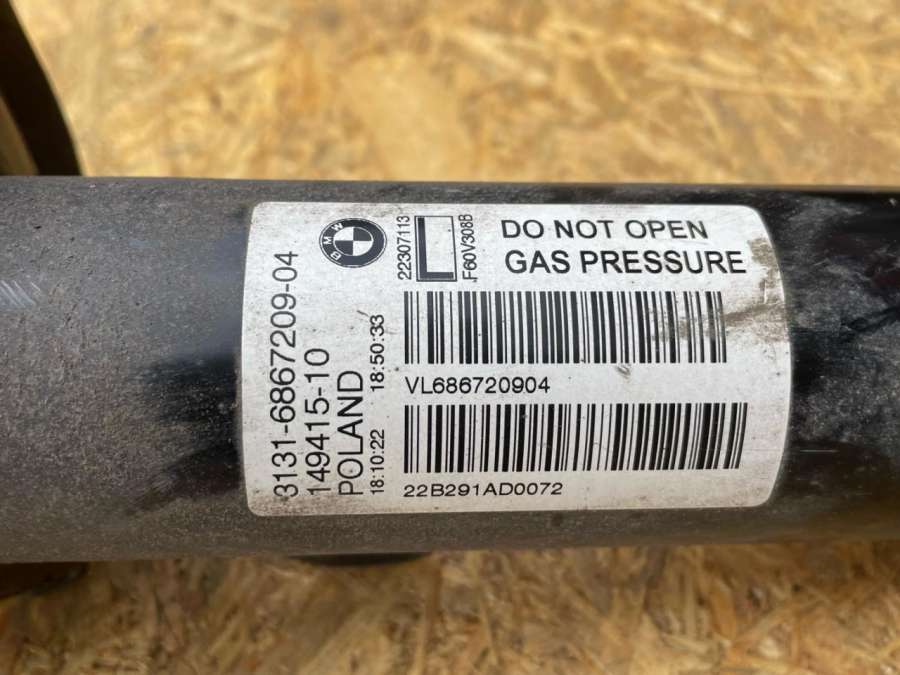 3131-6867209-04
149415-10
POLAND
18:10:22 18:50:33
BMW
22307113
F60V308B
DO NOT OPEN
GAS PRESSURE
VL686720904
22B291AD0072